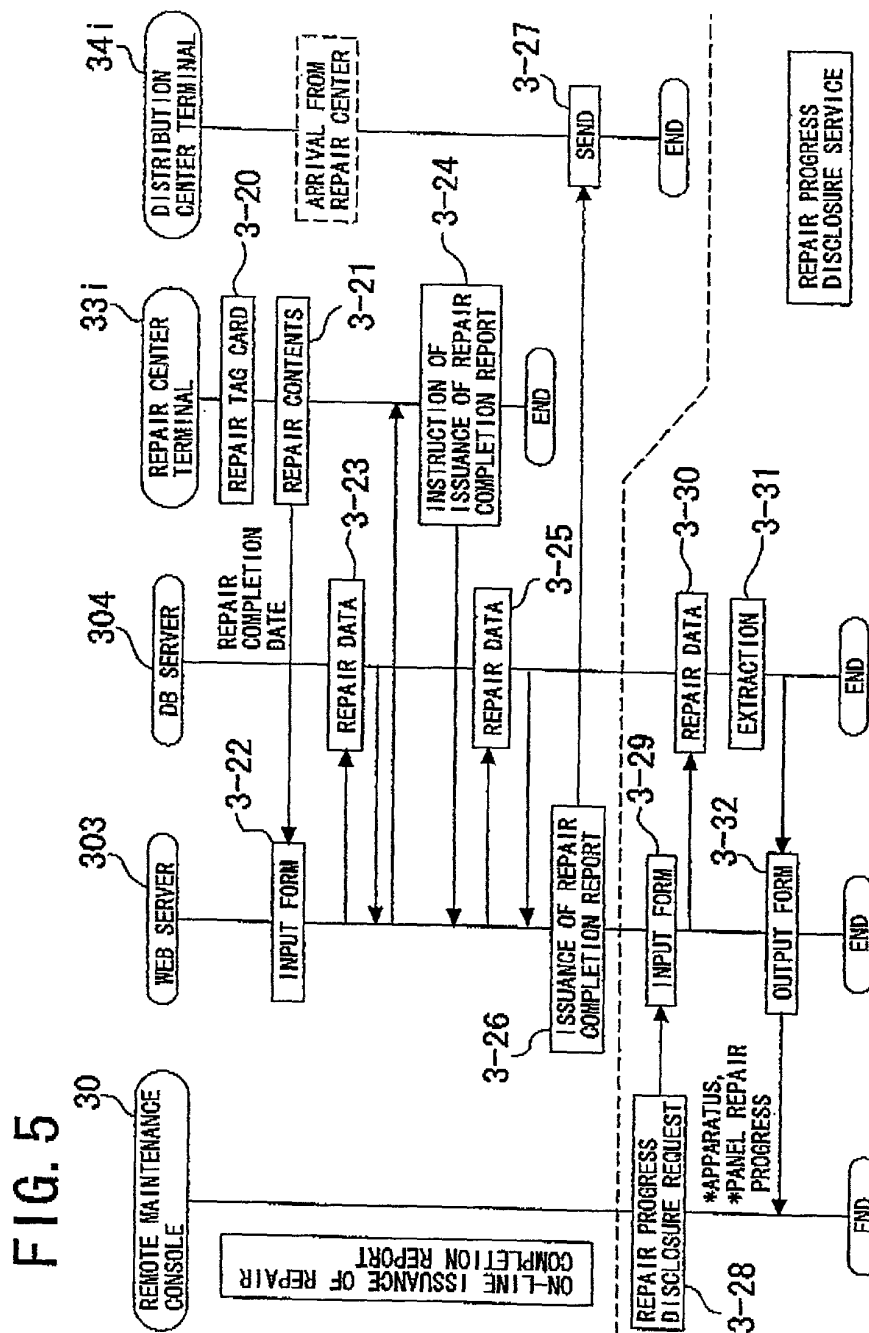 FIG. 5
30
REMOTE MAINTENANCE
CONSOLE
303
WEB SERVER
304
DB SERVER
33i
REPAIR CENTER
TERMINAL
34i
DISTRIBUTION
CENTER TERMINAL
ON-LINE ISSUANCE OF REPAIR
COMPLETION REPORT
3-20
REPAIR TAG CARD
3-21
REPAIR CONTENTS
REPAIR
COMPLETION
DATE
3-22
INPUT FORM
ARRIVAL FROM
REPAIR CENTER
3-23
REPAIR DATA
3-24
INSTRUCTION OF
ISSUANCE OF REPAIR
COMPLETION REPORT
3-25
REPAIR DATA
END
3-26
ISSUANCE OF REPAIR
COMPLETION REPORT
3-27
SEND
END
3-28
REPAIR PROGRESS
DISCLOSURE REQUEST
3-29
INPUT FORM
3-30
REPAIR DATA
3-31
EXTRACTION
3-32
OUTPUT FORM
*APPARATUS,
*PANEL REPAIR
PROGRESS
REPAIR PROGRESS
DISCLOSURE SERVICE
END
END
END